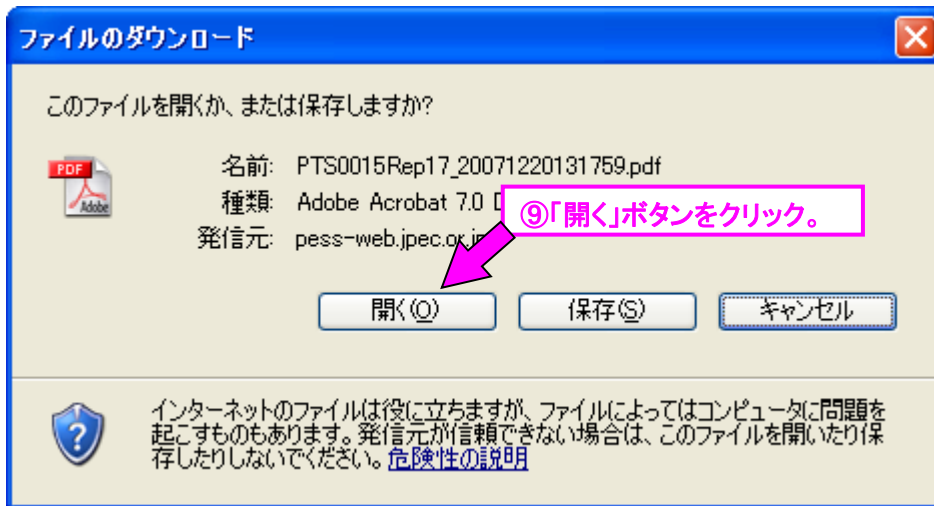 ファイルのダウンロード
このファイルを開くか、または保存しますか?
PDF
Adobe
名前: PTS0015Rep17_20071220131759.pdf
種類: Adobe Acrobat 7.0
⑨「開く」ボタンをクリック。
発信元: pess-web.jpec.or.jp
開く(O)
保存(S)
キャンセル
インターネットのファイルは役に立ちますが、ファイルによってはコンピュータに問題を
起こすものもあります。発信元が信頼できない場合は、このファイルを開いたり保
存したりしないでください。危険性の説明